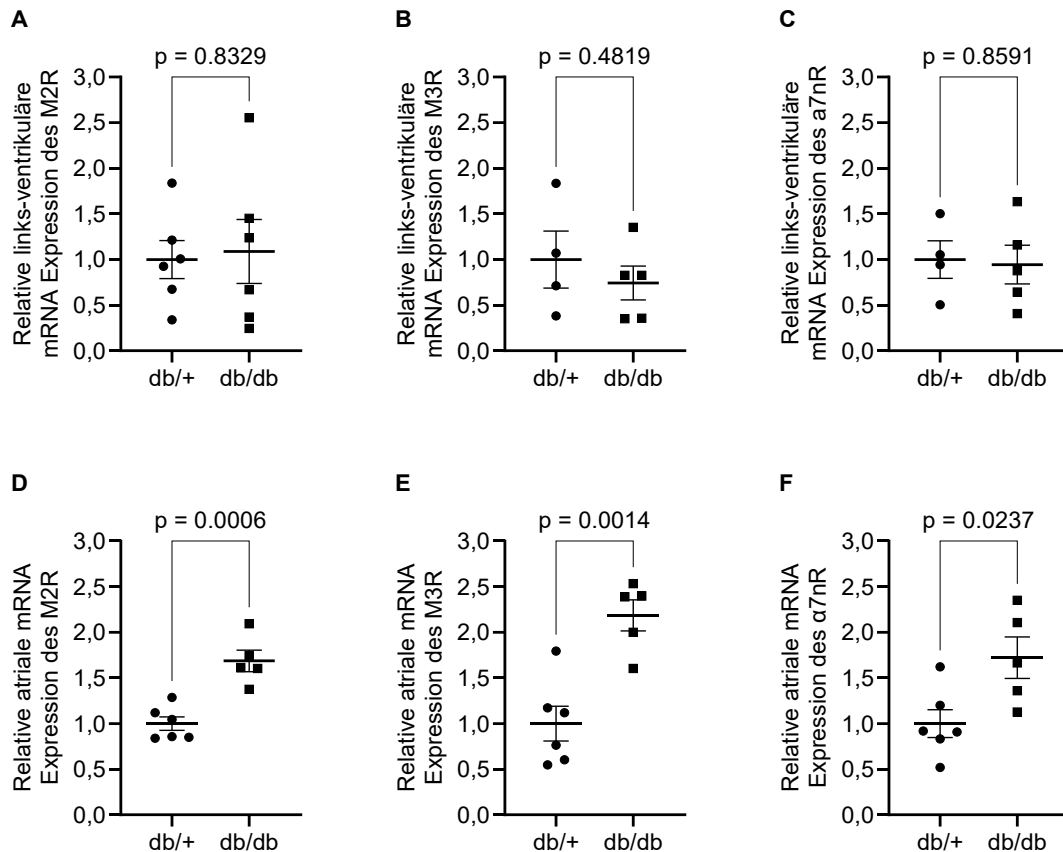 A
p = 0.8329
Relative links-ventrikuläre
mRNA Expression des M2R
3,0
2,5
2,0
1,5
1,0
0,5
0,0
db/+ db/db
B
p = 0.4819
Relative links-ventrikuläre
mRNA Expression des M3R
3,0
2,5
2,0
1,5
1,0
0,5
0,0
db/+ db/db
C
p = 0.8591
Relative links-ventrikuläre
mRNA Expression des a7nR
3,0
2,5
2,0
1,5
1,0
0,5
0,0
db/+ db/db
D
p = 0.0006
Relative atriale mRNA
Expression des M2R
3,0
2,5
2,0
1,5
1,0
0,5
0,0
db/+ db/db
E
p = 0.0014
Relative atriale mRNA
Expression des M3R
3,0
2,5
2,0
1,5
1,0
0,5
0,0
db/+ db/db
F
p = 0.0237
Relative atriale mRNA
Expression des α7nR
3,0
2,5
2,0
1,5
1,0
0,5
0,0
db/+ db/db